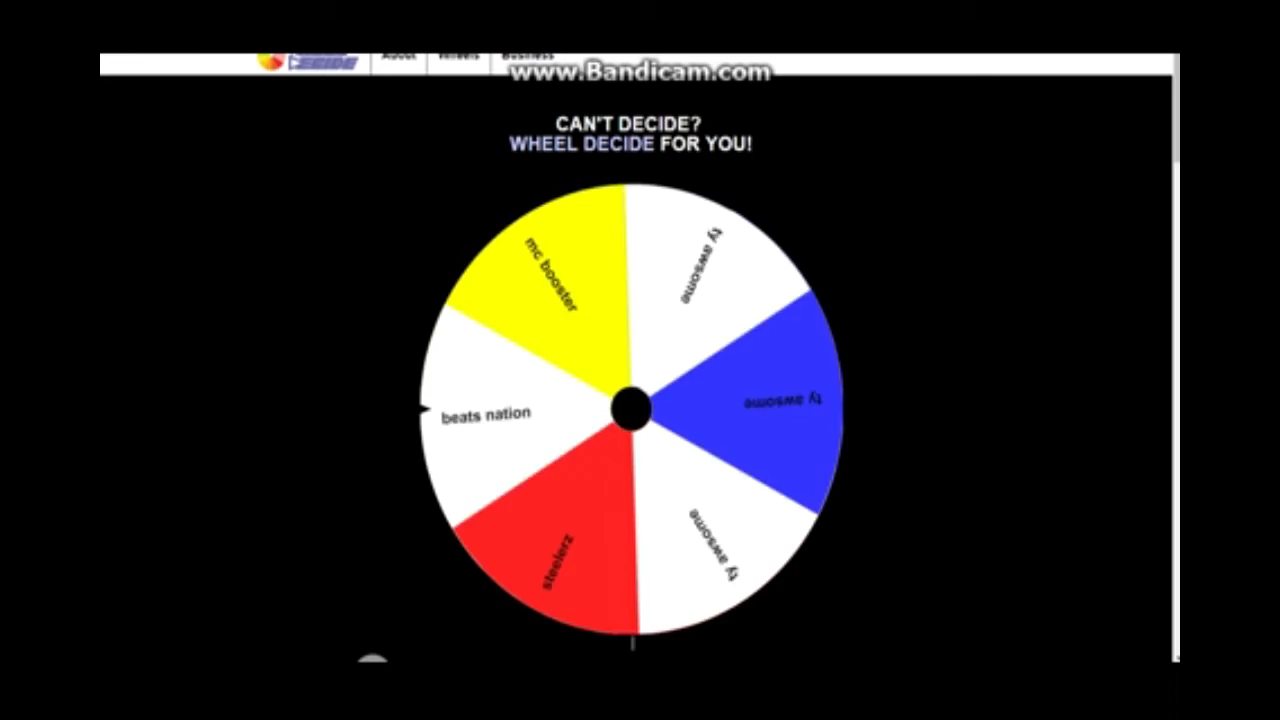 About
Wheels
Business
www.Bandicam.com
CAN'T DECIDE?
WHEEL DECIDE FOR YOU!
mc booster
ty awsome
beats nation
ty awsome
steelerz
ty awsome